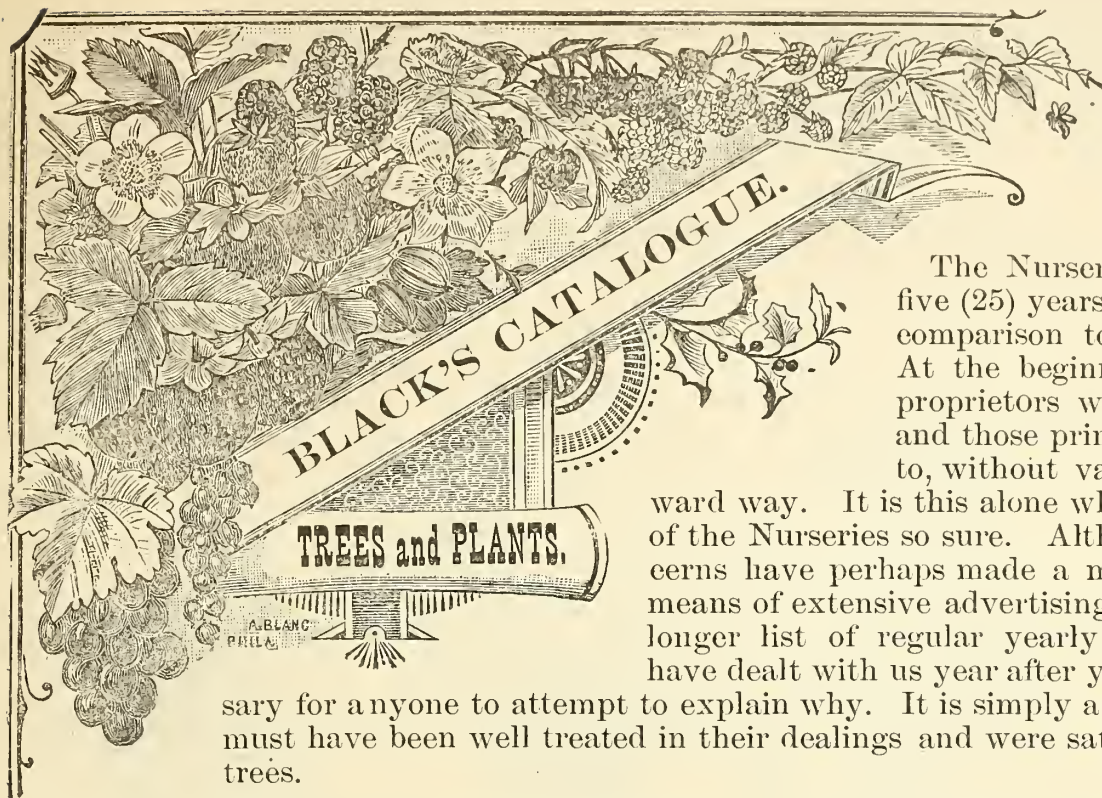 BLACK'S CATALOGUE.
TREES and PLANTS.
A. BLANC
PHILA
The Nurser
five (25) years
comparison to
At the beginn
proprietors w
and those prin
to, without va
ward way. It is this alone wh
of the Nurseries so sure. Alth
cerns have perhaps made a m
means of extensive advertising
longer list of regular yearly
have dealt with us year after y
sary for anyone to attempt to explain why. It is simply a
must have been well treated in their dealings and were sat
trees.